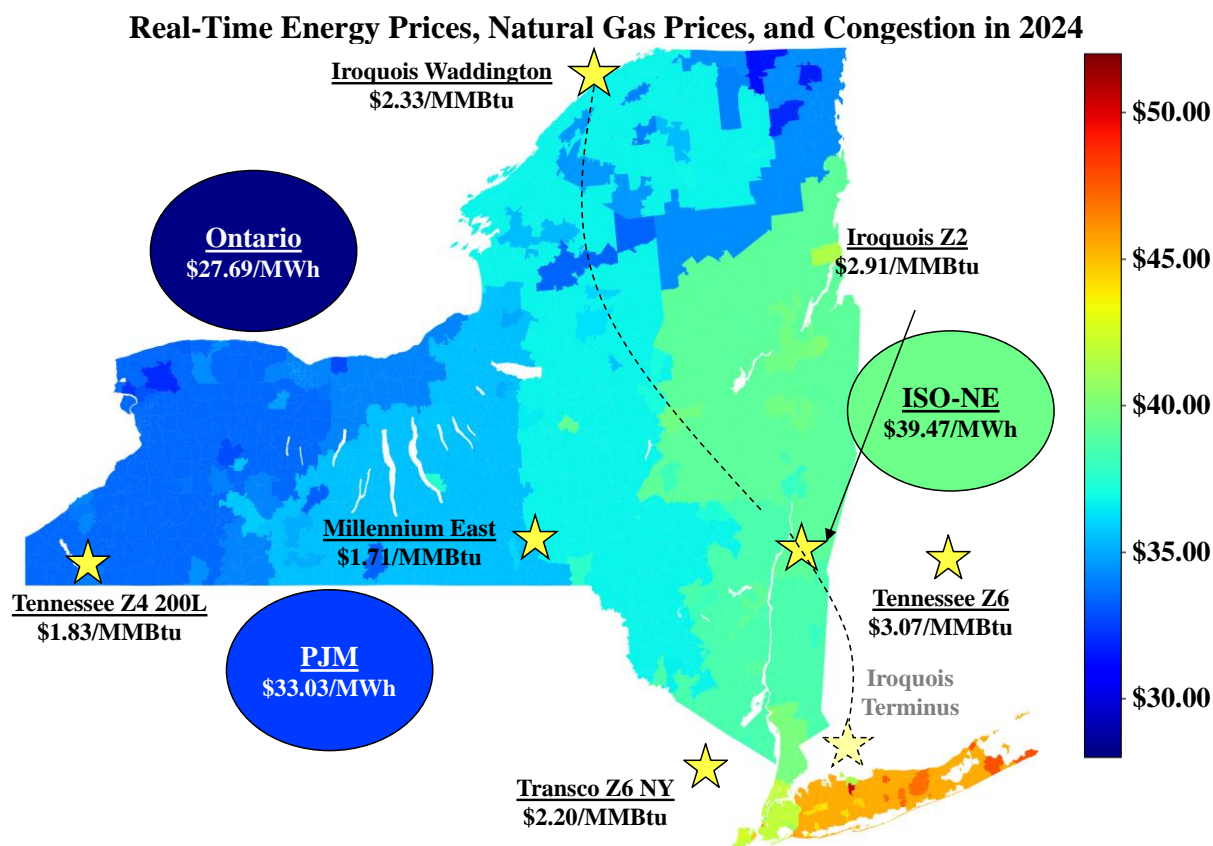 Real-Time Energy Prices, Natural Gas Prices, and Congestion in 2024
Iroquois Waddington
$2.33/MMBtu
$50.00
Ontario
$27.69/MWh
Iroquois Z2
$2.91/MMBtu
$45.00
ISO-NE
$39.47/MWh
$40.00
Millennium East
$1.71/MMBtu
$35.00
Tennessee Z4 200L
$1.83/MMBtu
Tennessee Z6
$3.07/MMBtu
PJM
$33.03/MWh
Iroquois
Terminus
$30.00
Transco Z6 NY
$2.20/MMBtu